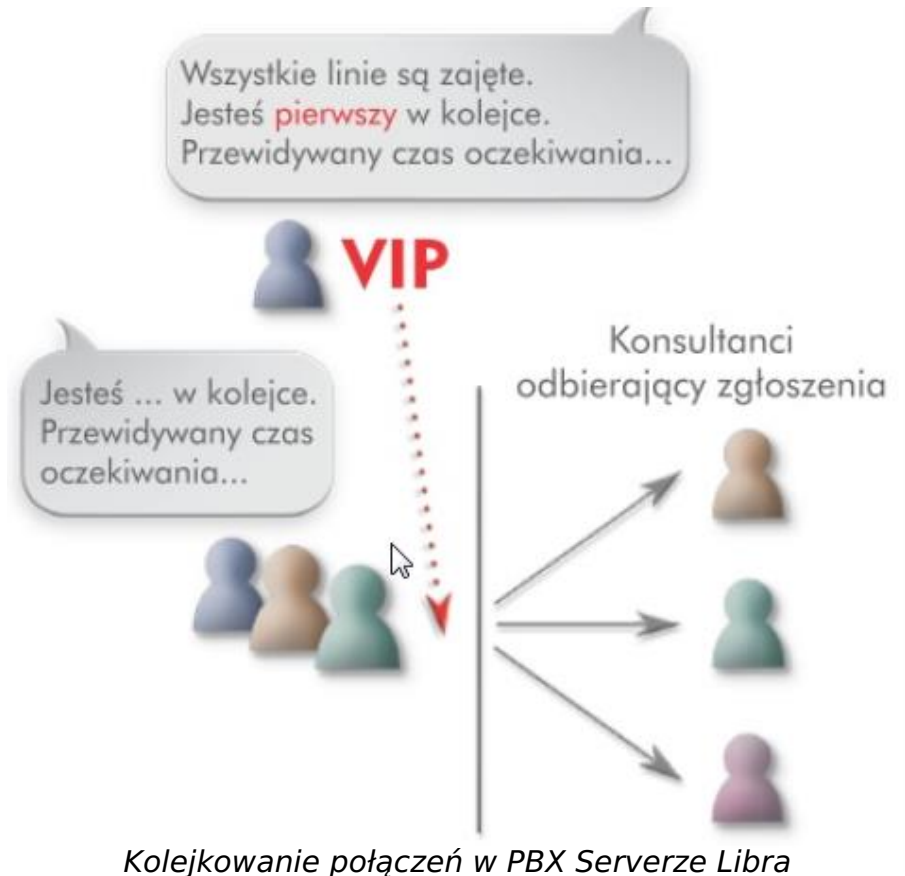 Wszystkie linie są zajęte.
Jesteś pierwszy w kolejce.
Przewidywany czas oczekiwania...
VIP
Jesteś ... w kolejce.
Przewidywany czas
oczekiwania...
Konsultanci
odbierający zgłoszenia
Kolejkowanie połączeń w PBX Serverze Libra